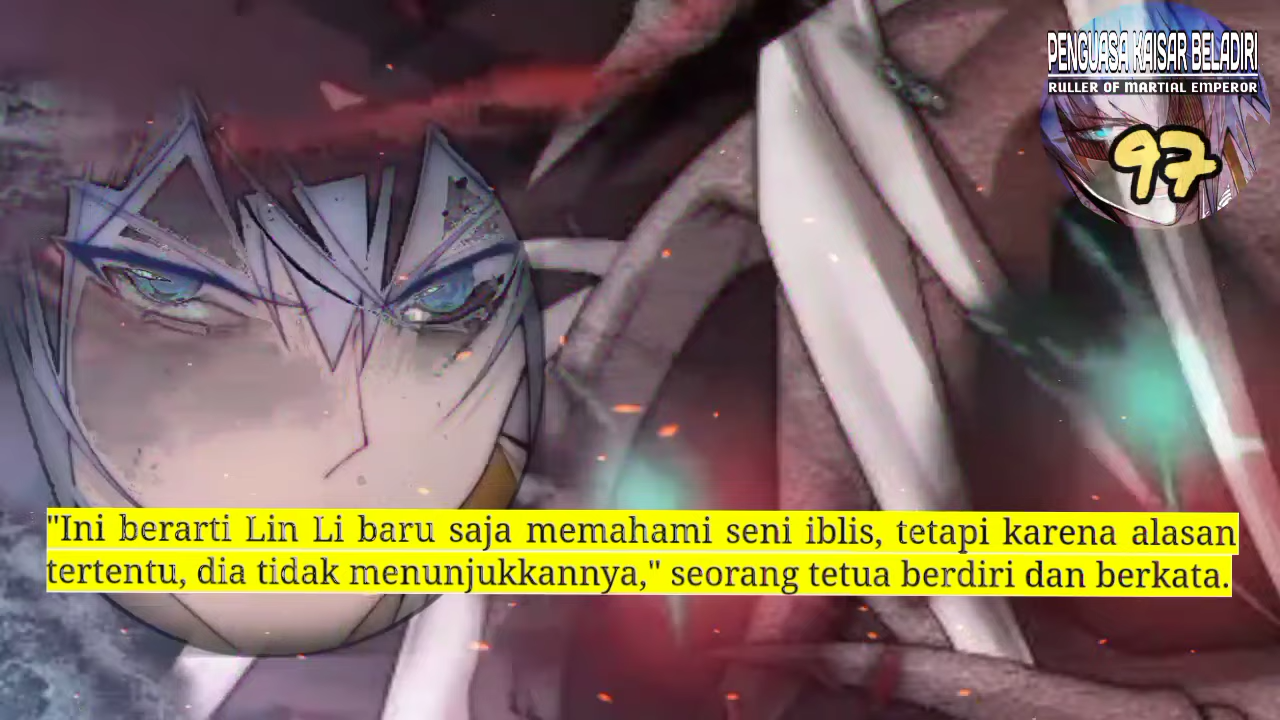 PENGUASA KAISAR BELADIRI
RULLER OF MARTIAL EMPEROR
97
"Ini berarti Lin Li baru saja memahami seni iblis, tetapi karena alasan
tertentu, dia tidak menunjukkannya," seorang tetua berdiri dan berkata.